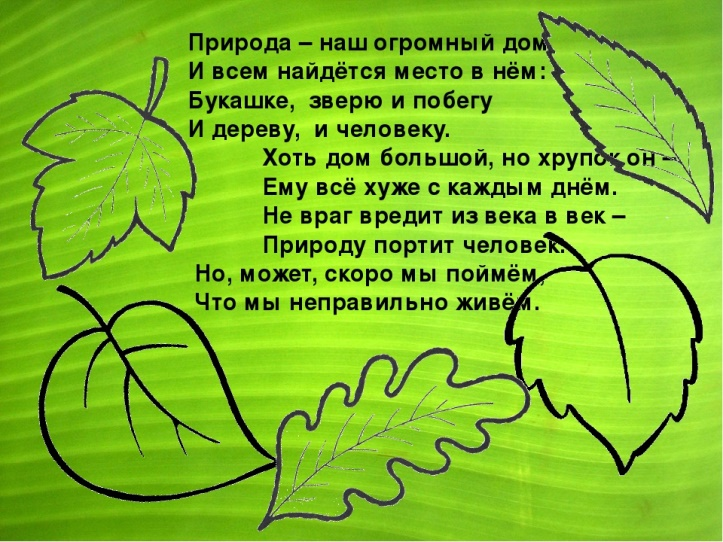 Природа – наш огромный дом,
И всем найдётся место в нём:
Букашке, зверю и побегу
И дереву, и человеку.
Хоть дом большой, но хрупок он –
Ему всё хуже с каждым днём.
Не враг вредит из века в век –
Природу портит человек.
Но, может, скоро мы поймём,
Что мы неправильно живём.